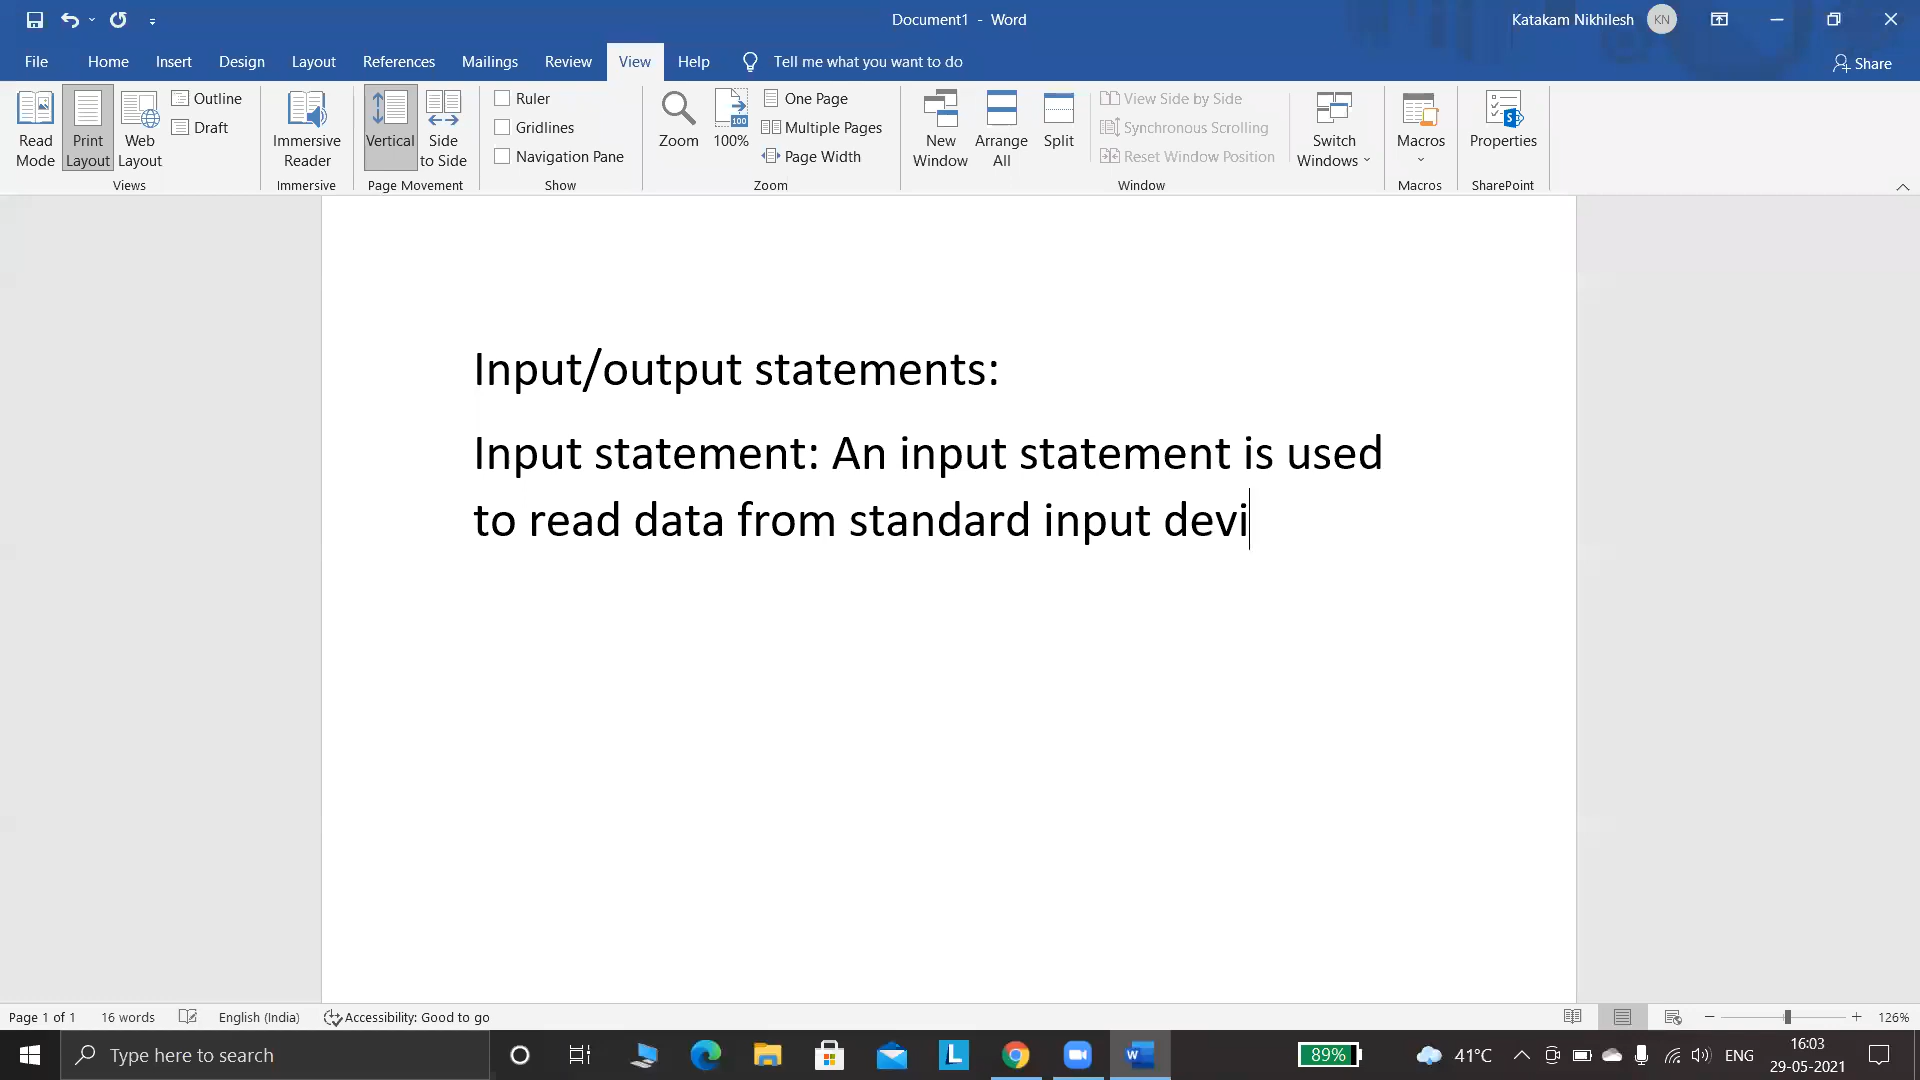 Document1 - Word
Katakam Nikhilesh KN
File Home Insert Design Layout References Mailings Review View Help Tell me what you want to do Share
Read Mode
Print Layout
Web Layout
Outline
Draft
Views
Immersive Reader
Immersive
Vertical
Side to Side
Page Movement
Ruler
Gridlines
Navigation Pane
Show
Zoom
100
100%
One Page
Multiple Pages
Page Width
Zoom
New Window
Arrange All
Split
View Side by Side
Synchronous Scrolling
Reset Window Position
Switch Windows
Window
Macros
Macros
S
Properties
SharePoint
Input/output statements:
Input statement: An input statement is used
to read data from standard input devi
Page 1 of 1 16 words English (India) Accessibility: Good to go 126%
Type here to search
L
W
89%
41°C
ENG
16:03
29-05-2021